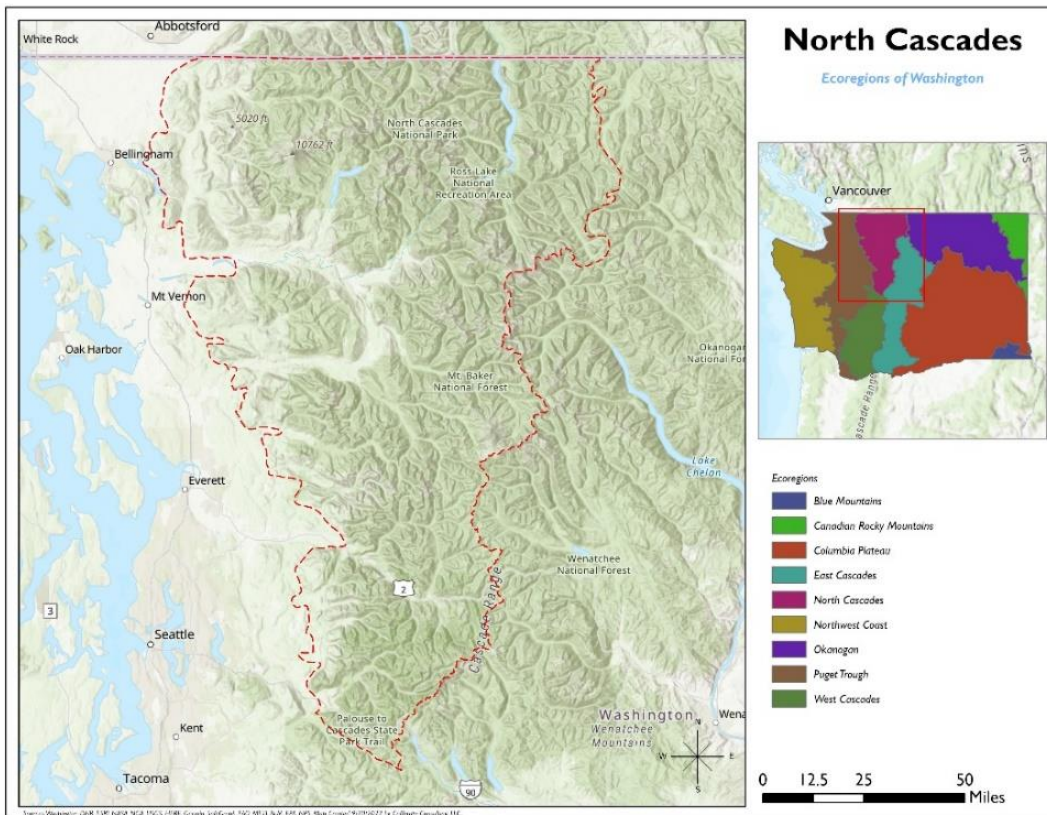 North Cascades
Ecoregions of Washington
Abbotsford
White Rock
5020 ft
North Cascades
National Park
10762 ft
Bellingham
Ross Lake
National
Recreation Area
Mt Vernon
Oak Harbor
Okanogan
National For
Mt. Baker
National Forest
Lake
Chelan
Everett
Wenatchee
National Forest
2
Cascade Range
3
Seattle
Palouse to
Cascades State
Park Trail
Washington
Wena
Wenatchee
Mountains
Kent
N
W
E
S
90
Tacoma
Vancouver
ns
ascade Range
Ecoregions
Blue Mountains
Canadian Rocky Mountains
Columbia Plateau
East Cascades
North Cascades
Northwest Coast
Okanogan
Puget Trough
West Cascades
0 12.5 25 50
Miles